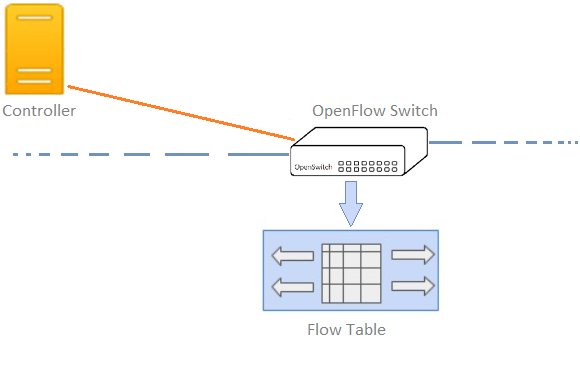 Controller
OpenFlow Switch
OpenSwitch
Flow Table